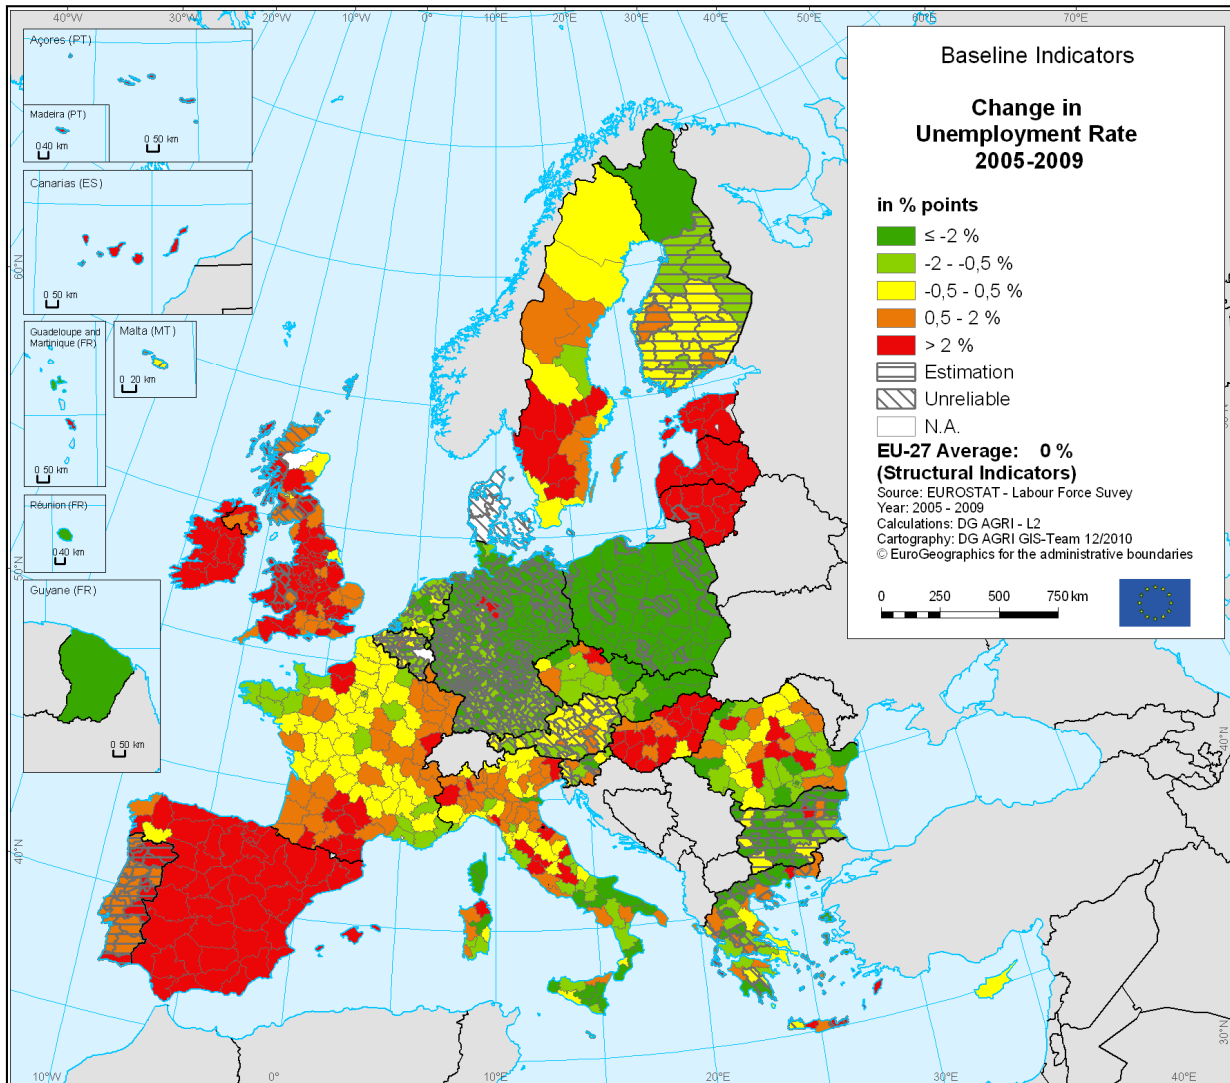 40°W
30°W
20°W
10°W
0°
10°E
20°E
30°E
40°E
50°E
60°E
70°E
60°E
Açores (PT)
Madeira (PT)
0 40 km
0 50 km
Canarias (ES)
0 50 km
Guadeloupe and
Martinique (FR)
0 50 km
Malta (MT)
0 20 km
Réunion (FR)
0 40 km
Guyane (FR)
0 50 km
60°N
50°N
40°N
Baseline Indicators
Change in
Unemployment Rate
2005-2009
in % points
≤ -2 %
-2 - -0,5 %
-0,5 - 0,5 %
0,5 - 2 %
> 2 %
Estimation
Unreliable
N.A.
EU-27 Average: 0 %
(Structural Indicators)
Source: EUROSTAT - Labour Force Suvey
Year: 2005 - 2009
Calculations: DG AGRI - L2
Cartography: DG AGRI GIS-Team 12/2010
© EuroGeographics for the administrative boundaries
0 250 500 750 km
40°N
30°N
10°W
0°
10°E
20°E
30°E
40°E